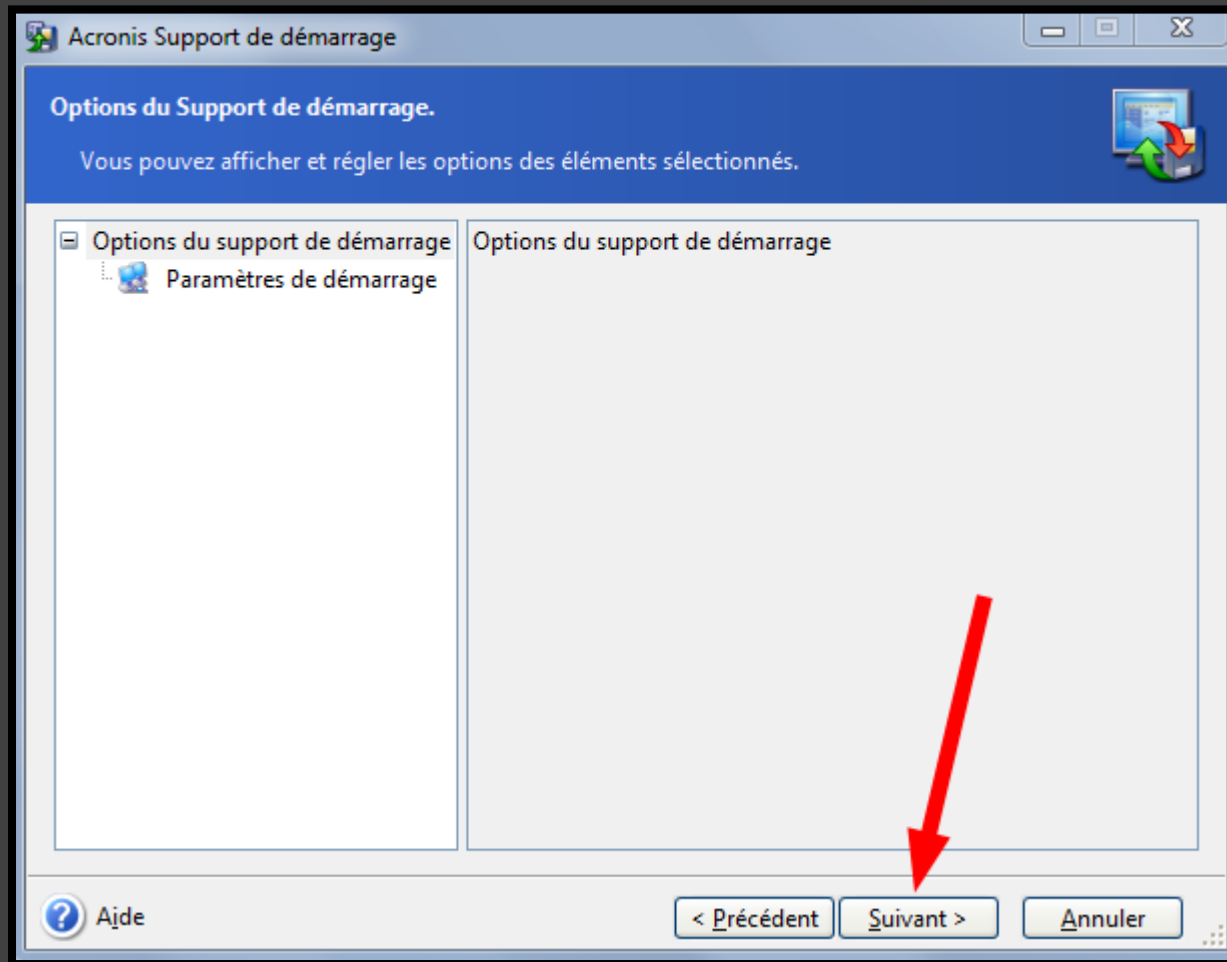 Acronis Support de démarrage
Options du Support de démarrage.
Vous pouvez afficher et régler les options des éléments sélectionnés.
Options du support de démarrage
Paramètres de démarrage
Options du support de démarrage
Aide
< Précédent
Suivant >
Annuler